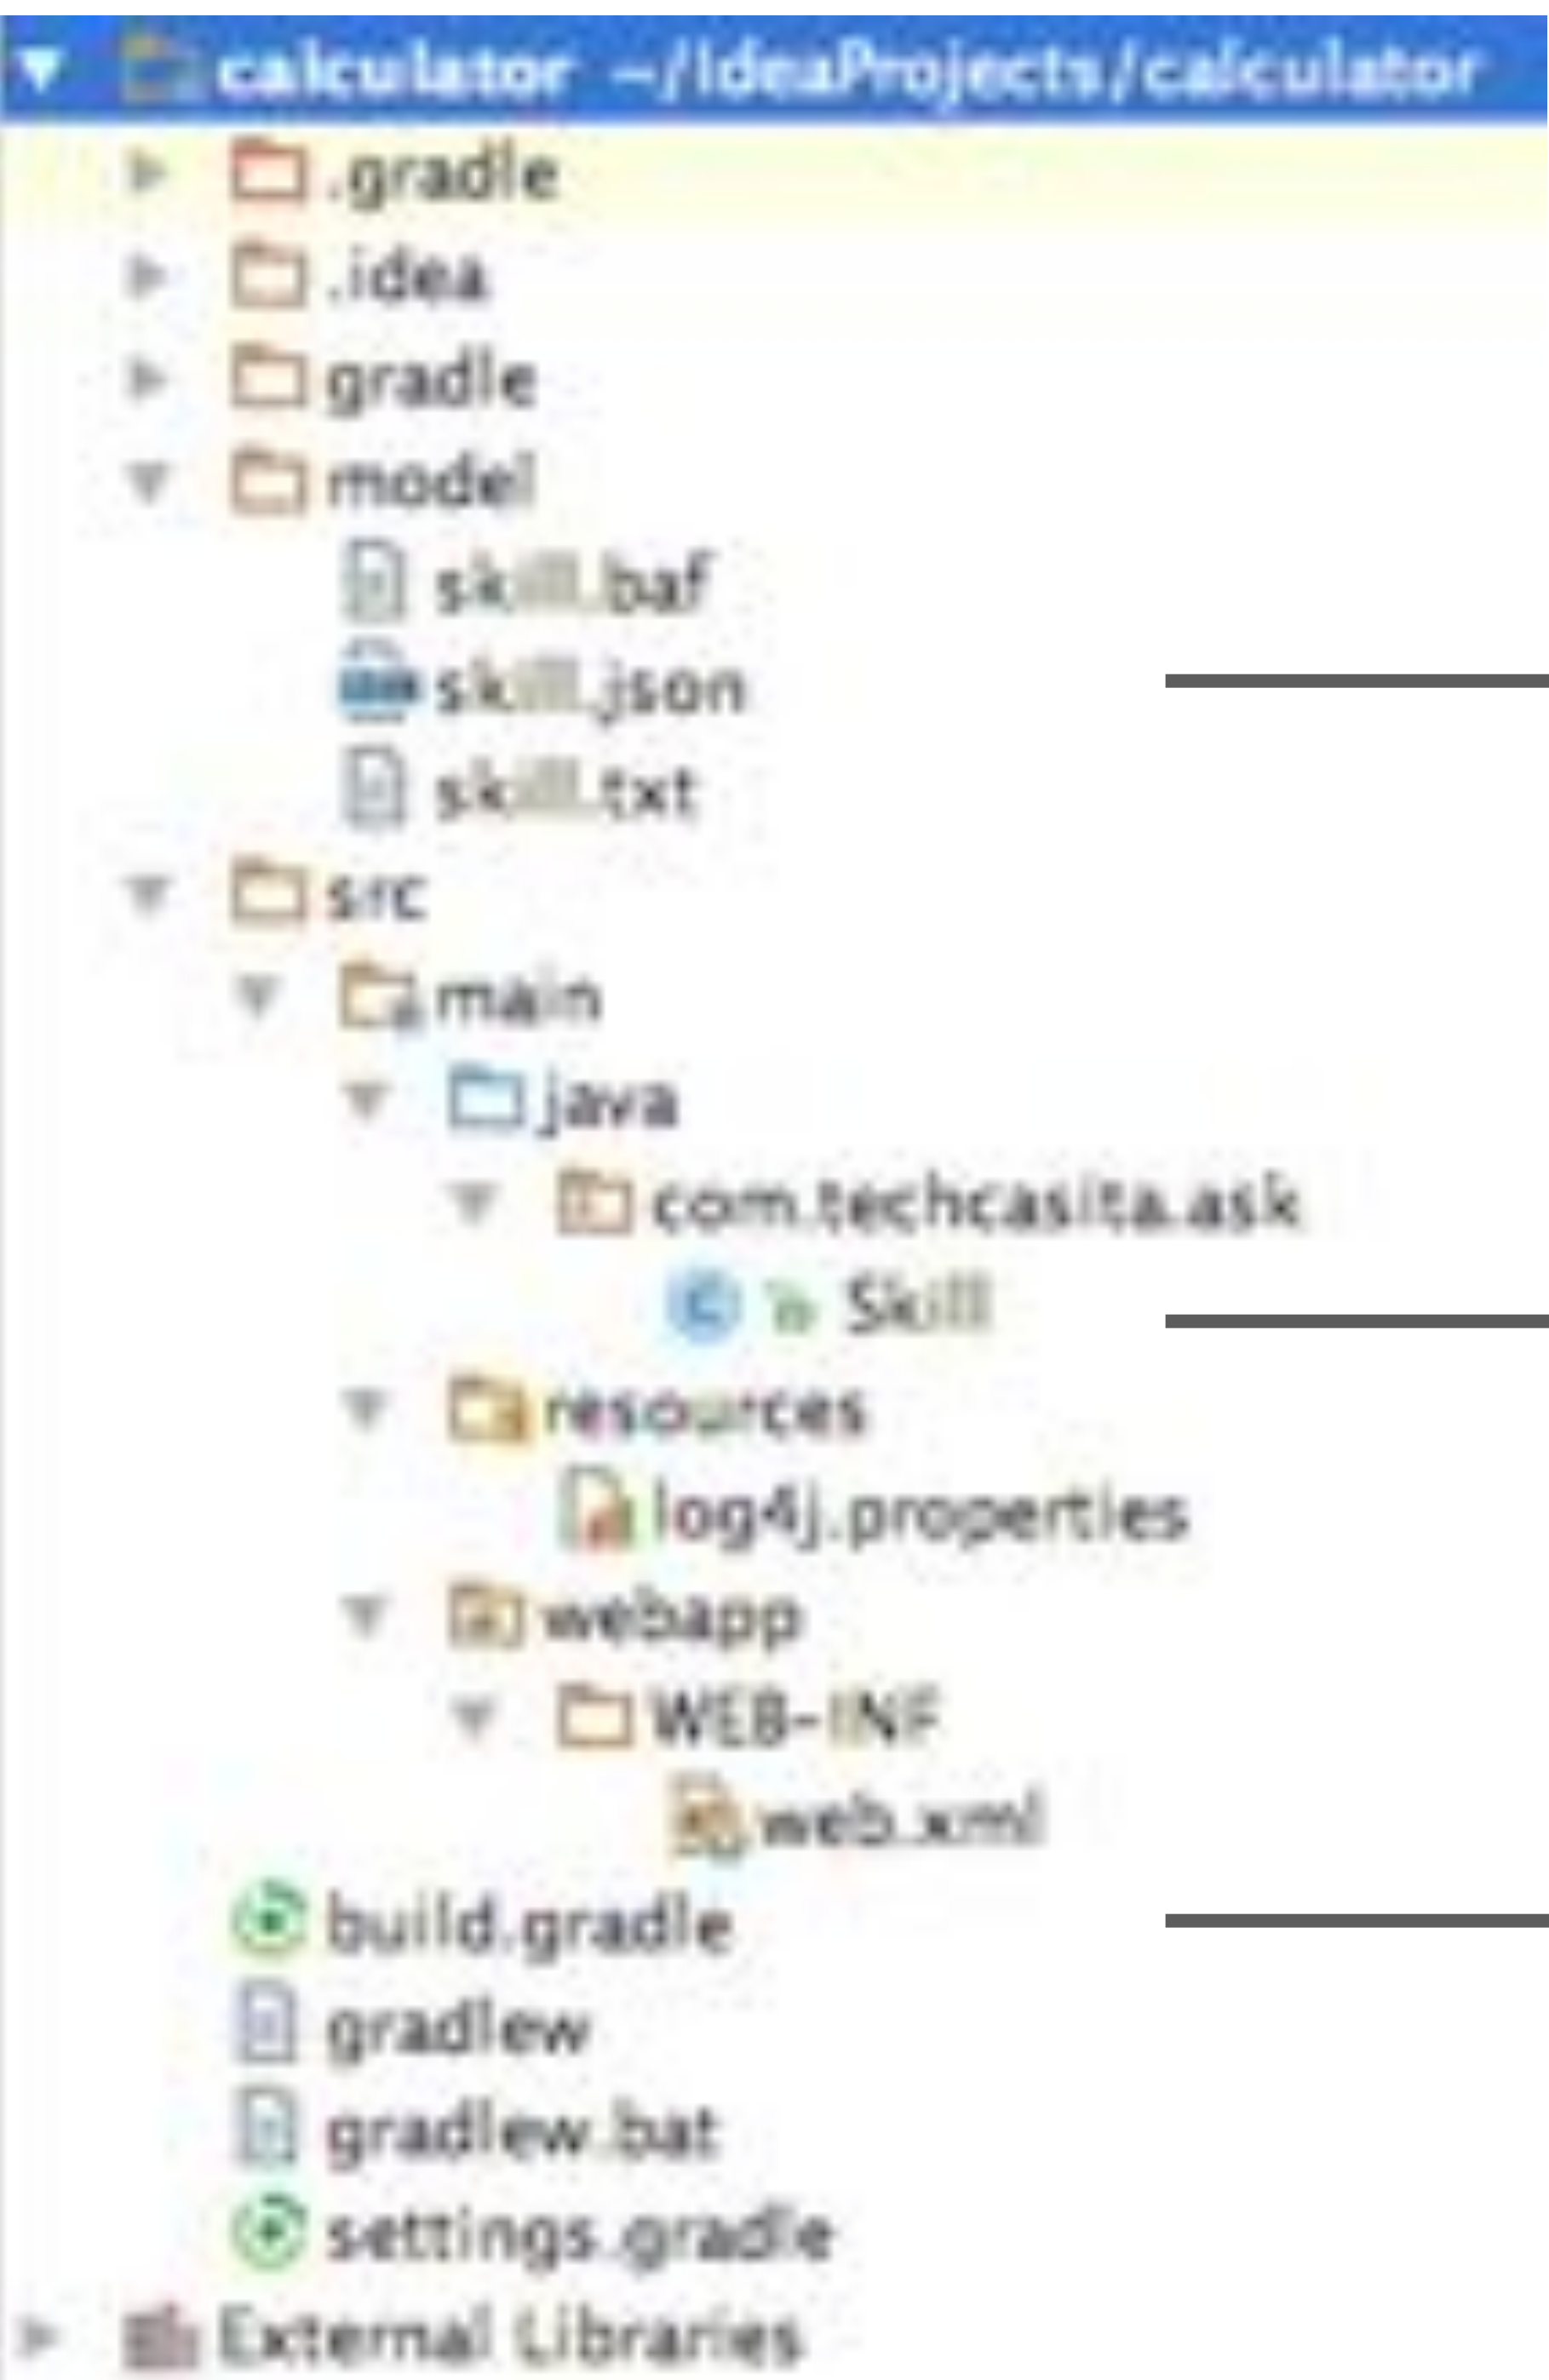 calculator ~/IdeaProjects/calculator
.gradle
.idea
gradle
model
skill.baf
skill.json
skill.txt
src
main
java
com.techcasita.ask
Skill
resources
log4j.properties
webapp
WEB-INF
web.xml
build.gradle
gradlew
gradlew.bat
settings.gradle
External Libraries